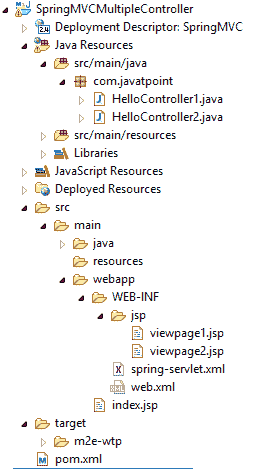 SpringMVCMultipleController
Deployment Descriptor: SpringMVC
Java Resources
src/main/java
com.javatpoint
HelloController1.java
HelloController2.java
src/main/resources
Libraries
JavaScript Resources
Deployed Resources
src
main
java
resources
webapp
WEB-INF
jsp
viewpage1.jsp
viewpage2.jsp
spring-servlet.xml
web.xml
index.jsp
target
m2e-wtp
pom.xml